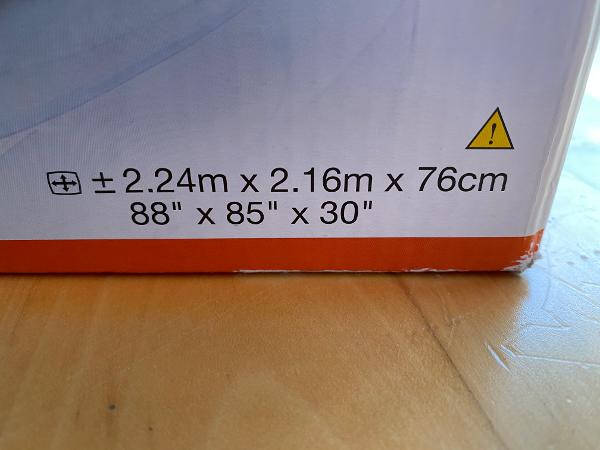 ± 2.24m x 2.16m x 76cm
88" x 85" x 30"